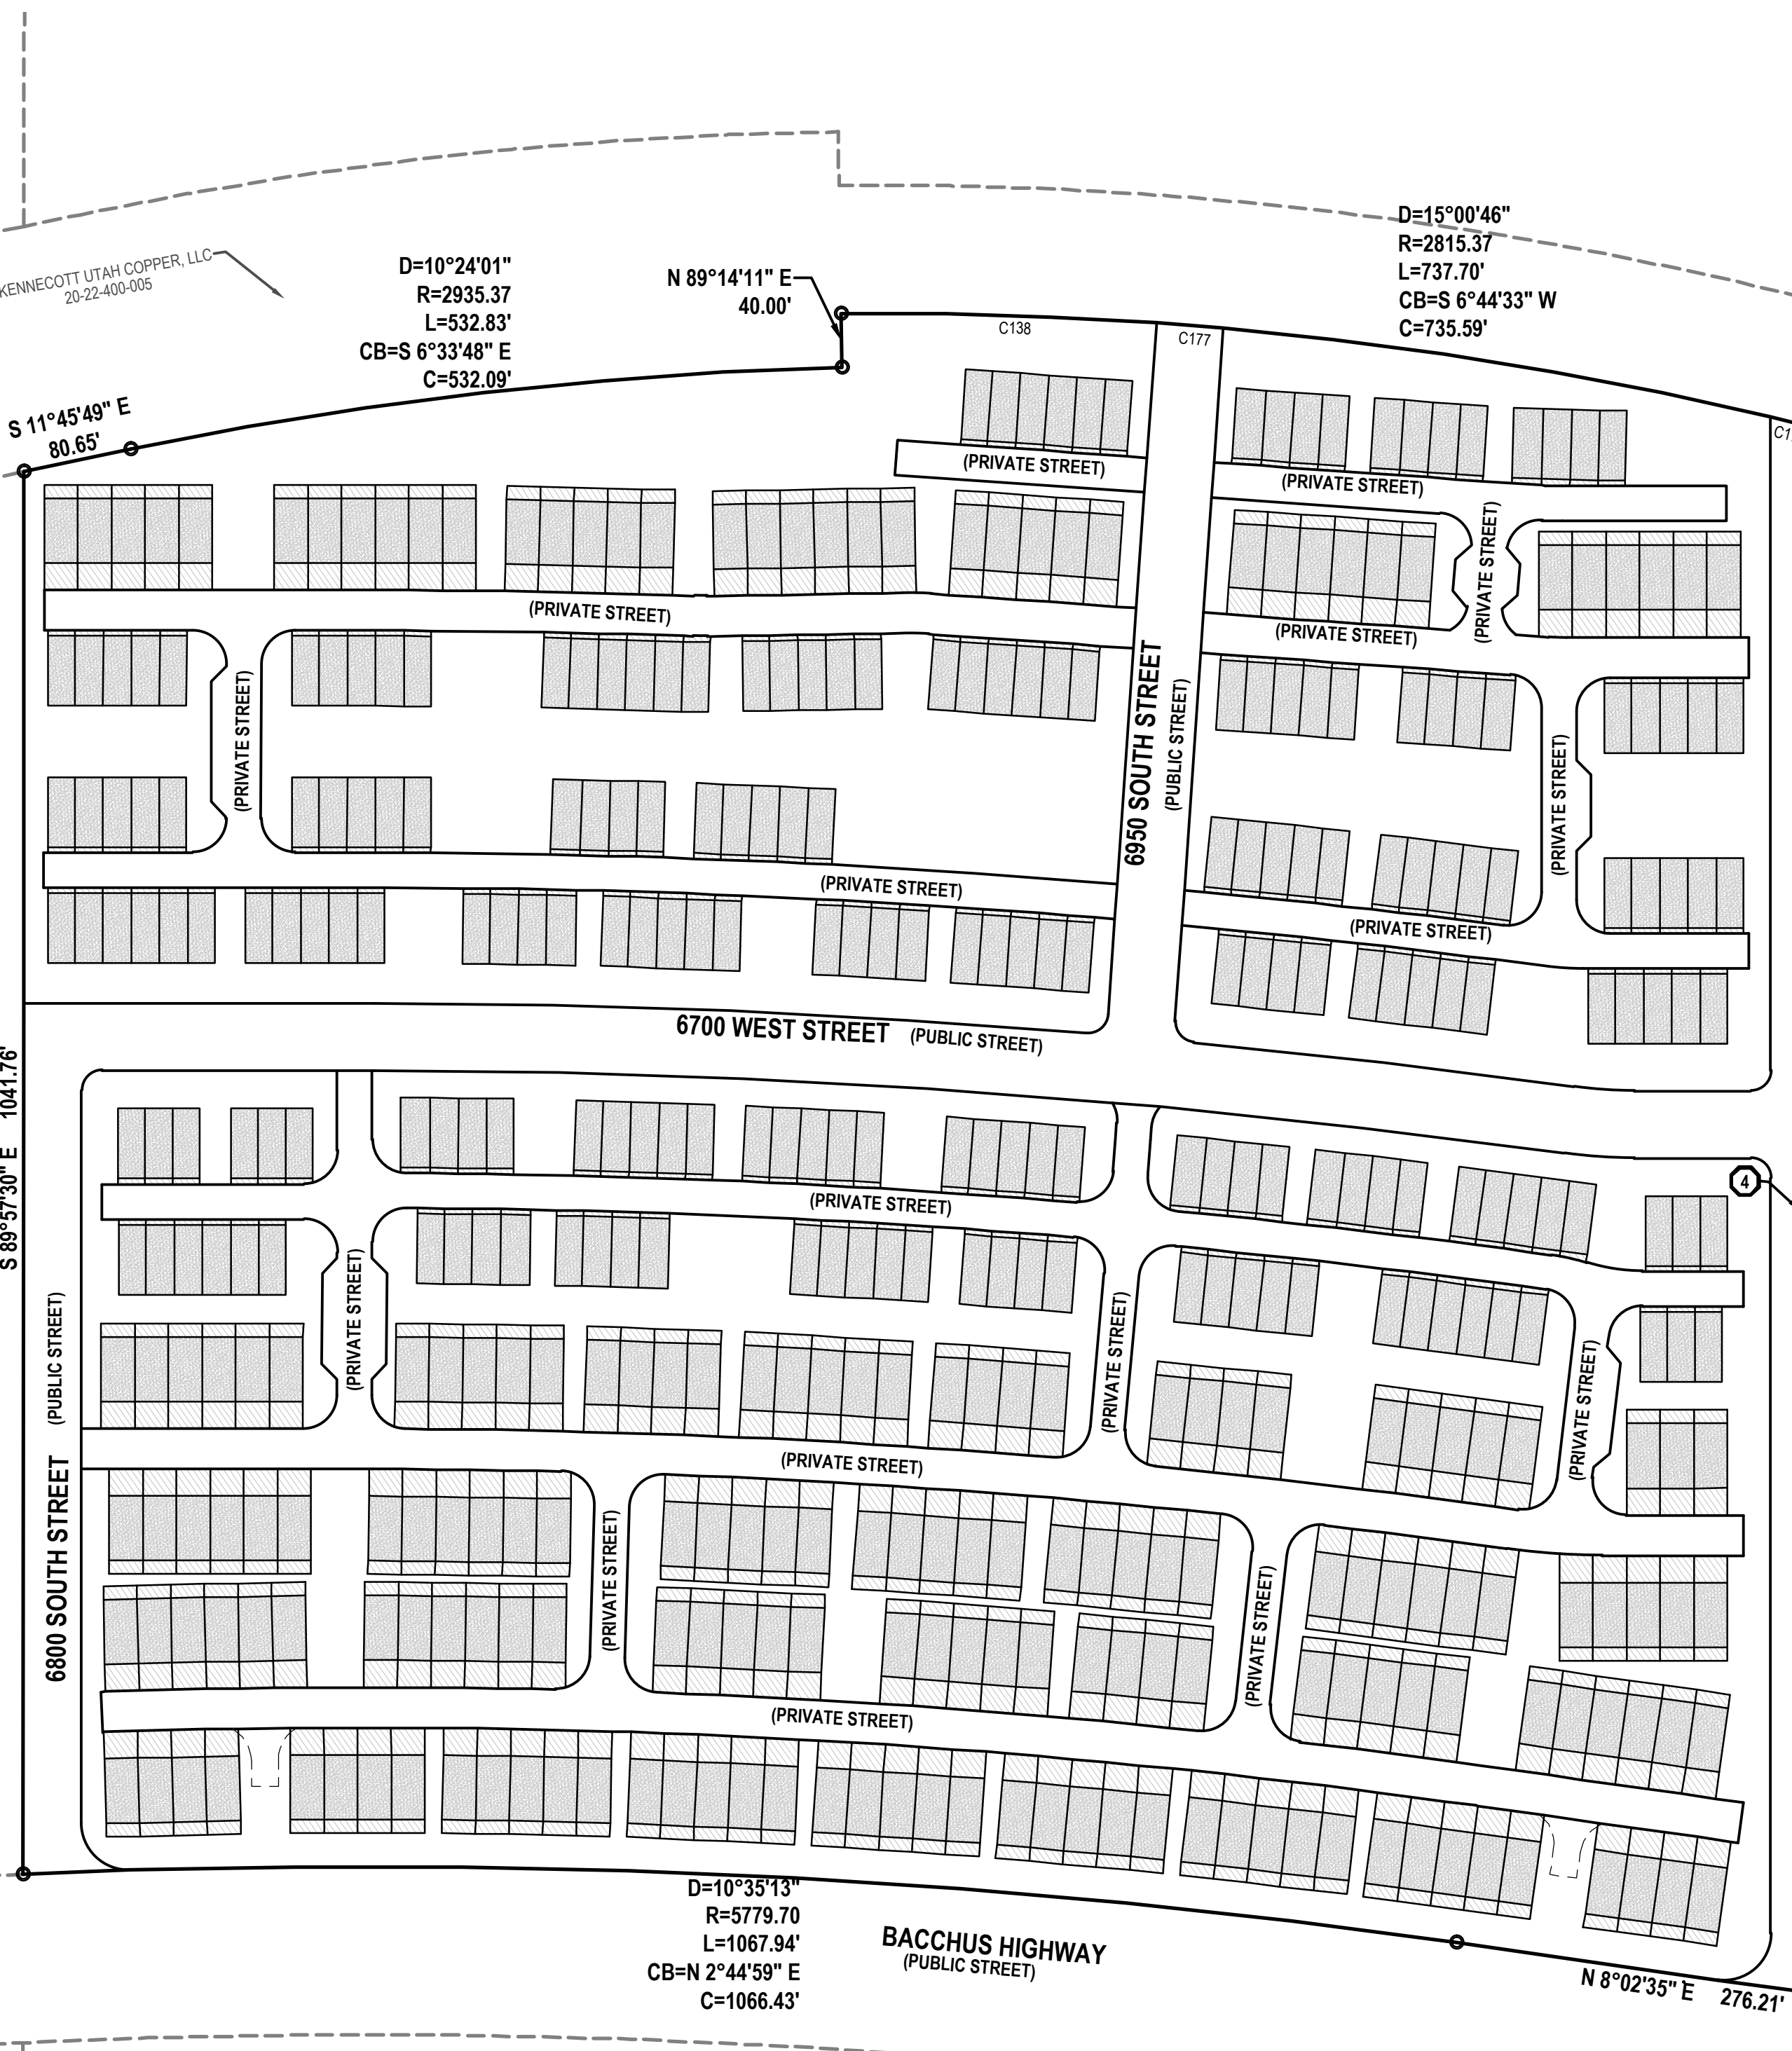 D=15°00'46"
R=2815.37
L=737.70'
CB=S 6°44'33" W
C=735.59'
KENNECOTT UTAH COPPER, LLC
20-22-400-005
D=10°24'01"
R=2935.37
L=532.83'
CB=S 6°33'48" E
C=532.09'
N 89°14'11" E
40.00'
C138
C177
S 11°45'49" E
80.65'
(PRIVATE STREET)
(PRIVATE STREET)
(PRIVATE STREET)
(PRIVATE STREET)
(PRIVATE STREET)
(PRIVATE STREET)
6950 SOUTH STREET
(PUBLIC STREET)
(PRIVATE STREET)
(PRIVATE STREET)
(PRIVATE STREET)
6700 WEST STREET (PUBLIC STREET)
S 89°57'30" E 1041.76'
4
(PRIVATE STREET)
(PRIVATE STREET)
(PRIVATE STREET)
(PRIVATE STREET)
6800 SOUTH STREET
(PUBLIC STREET)
(PRIVATE STREET)
(PRIVATE STREET)
(PRIVATE STREET)
(PRIVATE STREET)
D=10°35'13"
R=5779.70
L=1067.94'
CB=N 2°44'59" E
C=1066.43'
BACCHUS HIGHWAY
(PUBLIC STREET)
N 8°02'35" E 276.21'